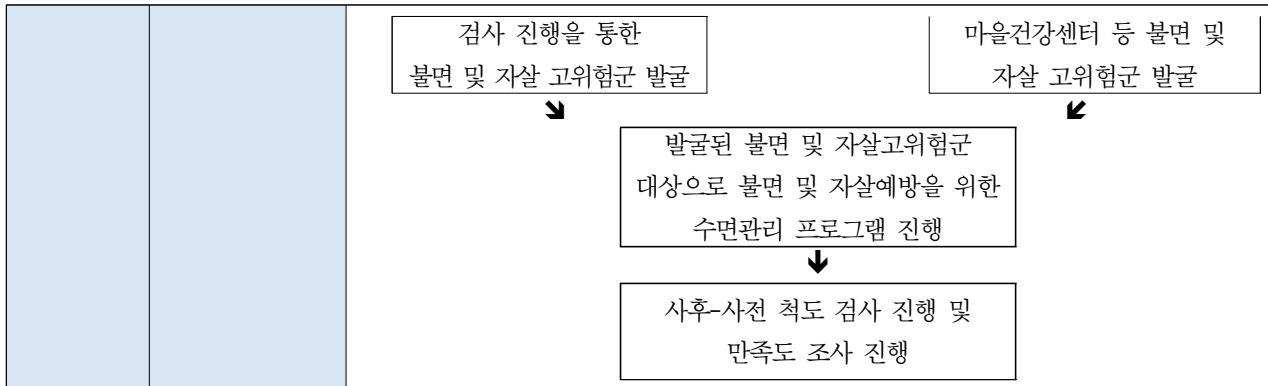 검사 진행을 통한
불면 및 자살 고위험군 발굴
마을건강센터 등 불면 및
자살 고위험군 발굴
발굴된 불면 및 자살고위험군
대상으로 불면 및 자살예방을 위한
수면관리 프로그램 진행
사후-사전 척도 검사 진행 및
만족도 조사 진행